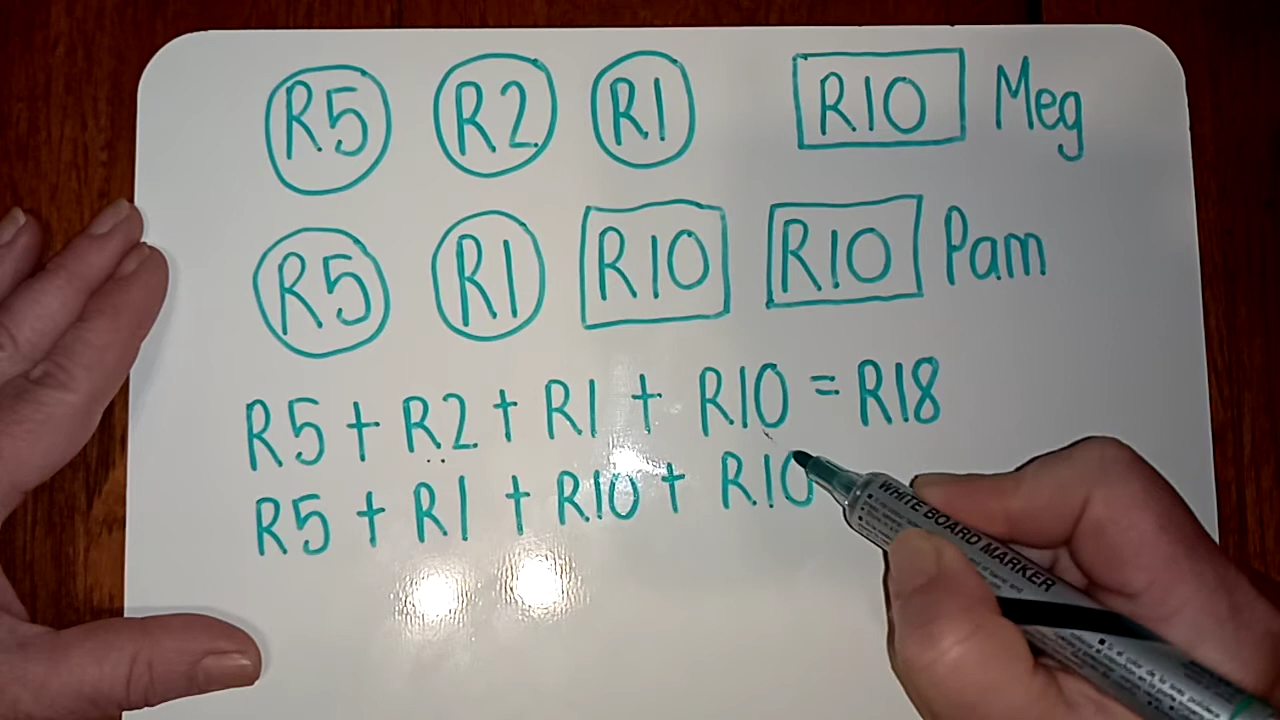 R5 R2 R1 R10 Meg
R5 R1 R10 R10 Pam
R5 + R2 + R1 + R10 = R18
R5 + R1 + R10 + R10
WHITE BOARD MARKER